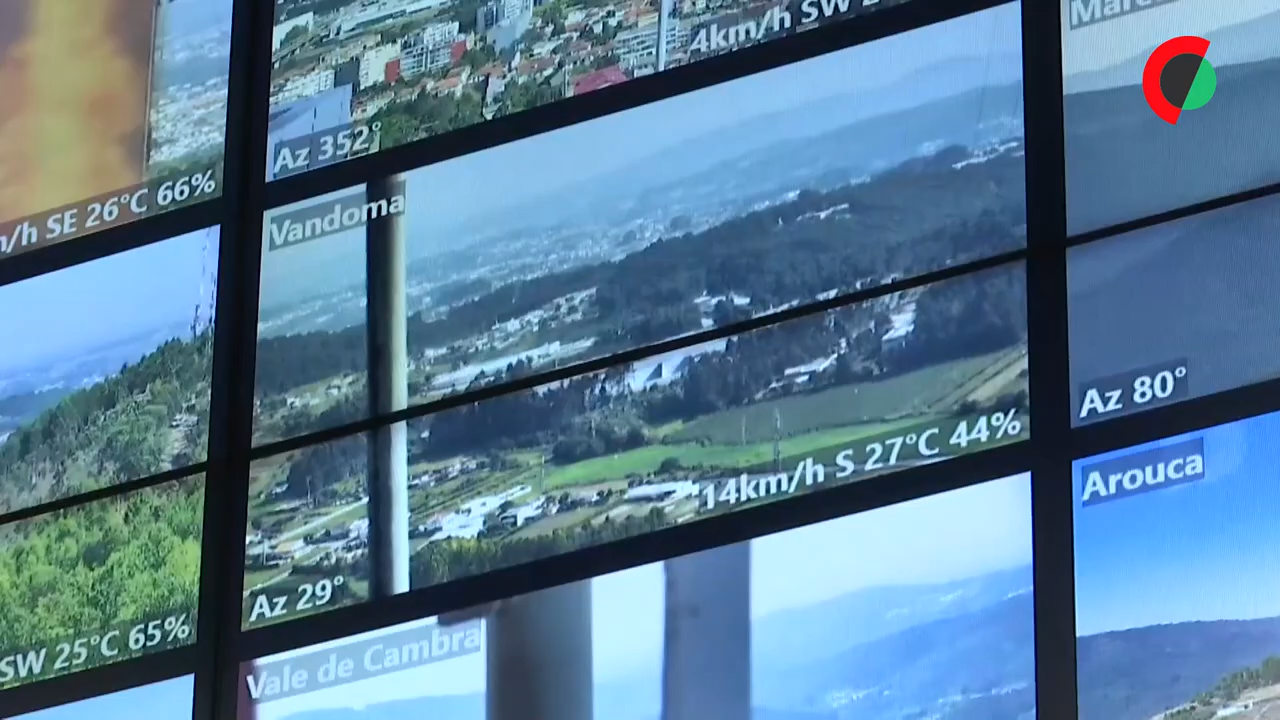 4km/h SW
Az 352°
km/h SE 26°C 66%
Vandoma
14km/h S 27°C 44%
Az 29°
Az 80°
Arouca
SW 25°C 65%
Vale de Cambra